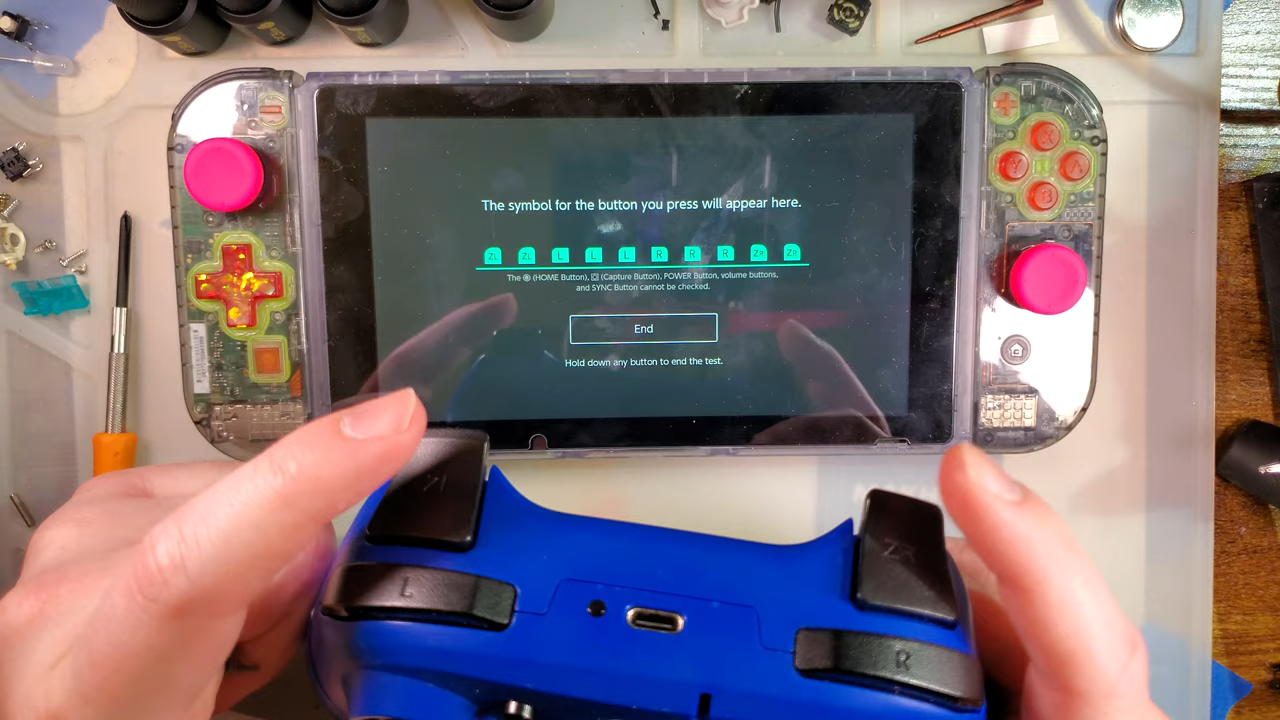 The symbol for the button you press will appear here.
ZL ZL L L L R R R ZR ZR
The (HOME Button), (Capture Button), POWER Button, volume buttons,
and SYNC Button cannot be checked.
End
Hold down any button to end the test.
X
Y A
B
ZR
L
R